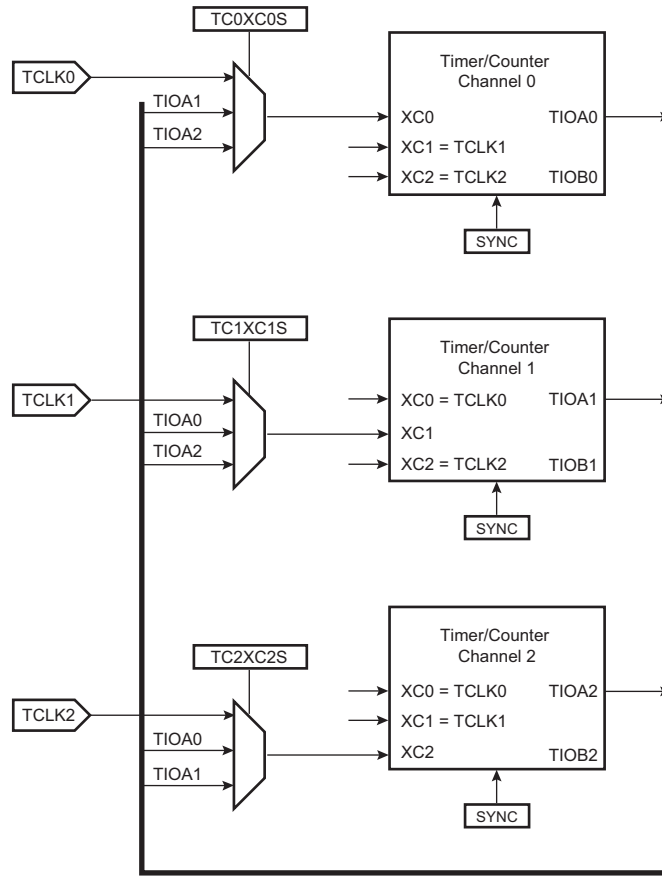 TC0XC0S
TCLK0
TIOA1
TIOA2
Timer/Counter
Channel 0
XC0
TIOA0
XC1 = TCLK1
XC2 = TCLK2
TIOB0
SYNC
TC1XC1S
TCLK1
TIOA0
TIOA2
Timer/Counter
Channel 1
XC0 = TCLK0
TIOA1
XC1
XC2 = TCLK2
TIOB1
SYNC
TC2XC2S
TCLK2
TIOA0
TIOA1
Timer/Counter
Channel 2
XC0 = TCLK0
TIOA2
XC1 = TCLK1
XC2
TIOB2
SYNC